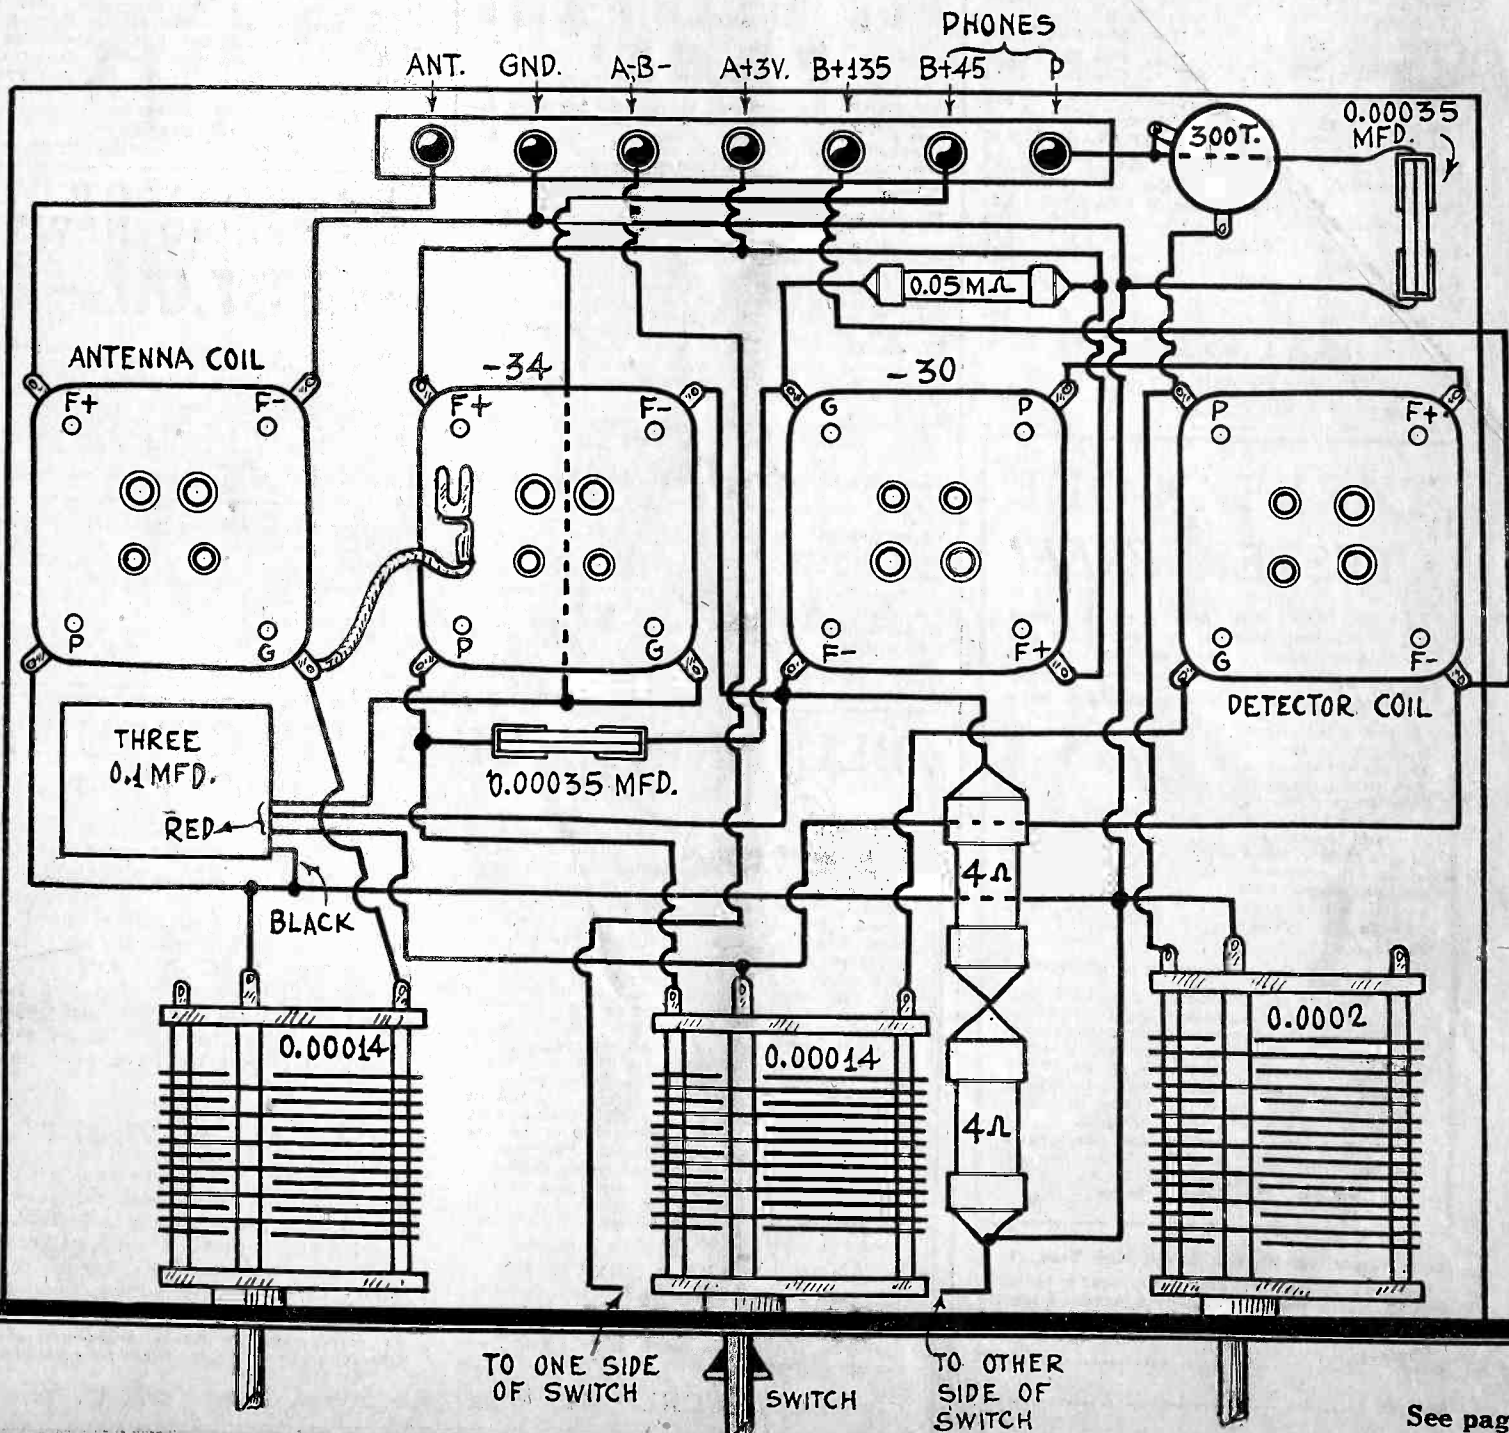 PHONES
ANT. GND. A-B- A+3V. B+135 B+45 P
300T.
0.00035
MFD.
0.05MΩ
ANTENNA COIL
-34
-30
F+ F-
F+ F-
G P
P F+
P G
P G
F- F+
G F-
DETECTOR COIL
THREE
0.1 MFD.
RED
0.00035 MFD.
BLACK
4Ω
0.00014
0.00014
0.0002
4Ω
TO ONE SIDE
OF SWITCH
SWITCH
TO OTHER
SIDE OF
SWITCH
See pag